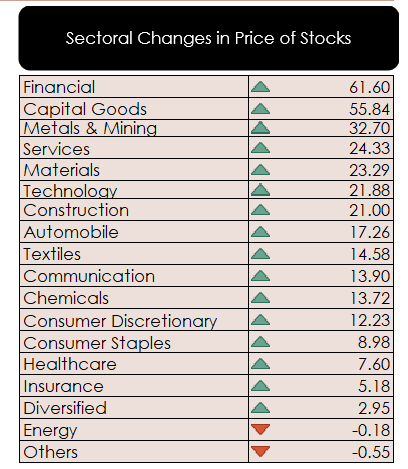 Sectoral Changes in Price of Stocks
Financial 61.60
Capital Goods 55.84
Metals & Mining 32.70
Services 24.33
Materials 23.29
Technology 21.88
Construction 21.00
Automobile 17.26
Textiles 14.58
Communication 13.90
Chemicals 13.72
Consumer Discretionary 12.23
Consumer Staples 8.98
Healthcare 7.60
Insurance 5.18
Diversified 2.95
Energy -0.18
Others -0.55